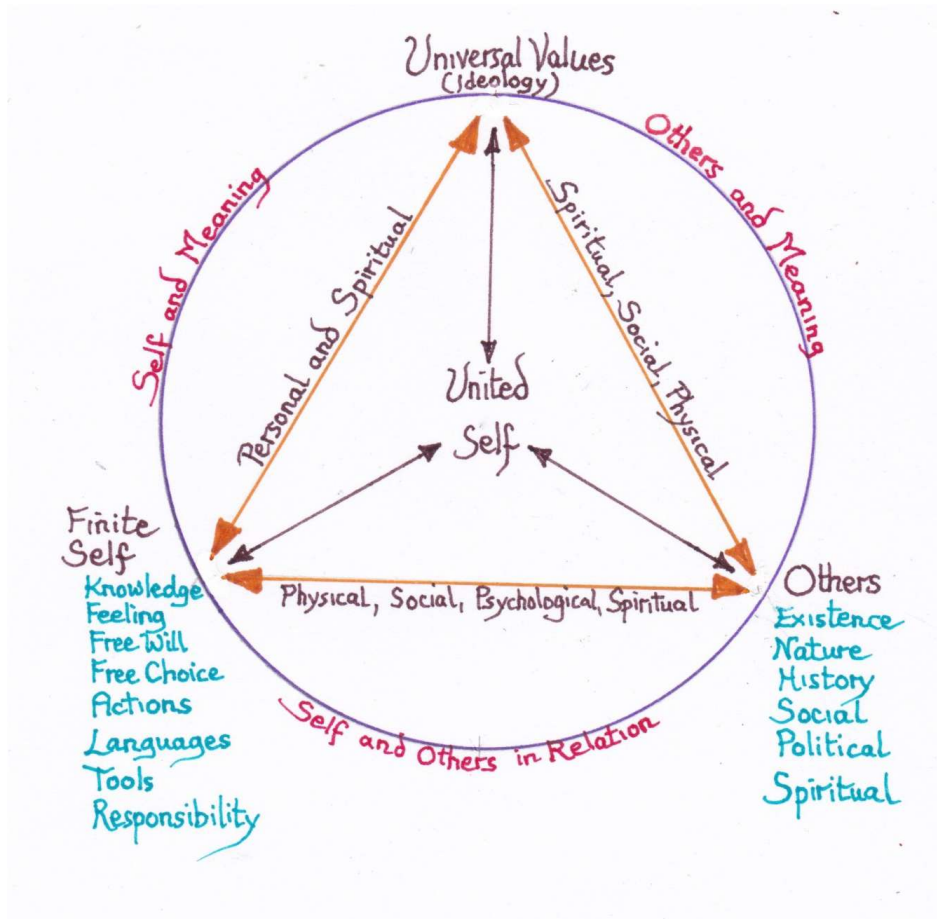 Universal Values
(Ideology)
Self and Meaning
Others and Meaning
Personal and Spiritual
Spiritual, Social, Physical
United
Self
Finite
Self
Knowledge
Feeling
Free Will
Free Choice
Actions
Languages
Tools
Responsibility
Physical, Social, Psychological, Spiritual
Others
Existence
Nature
History
Social
Political
Spiritual
Self and Others in Relation